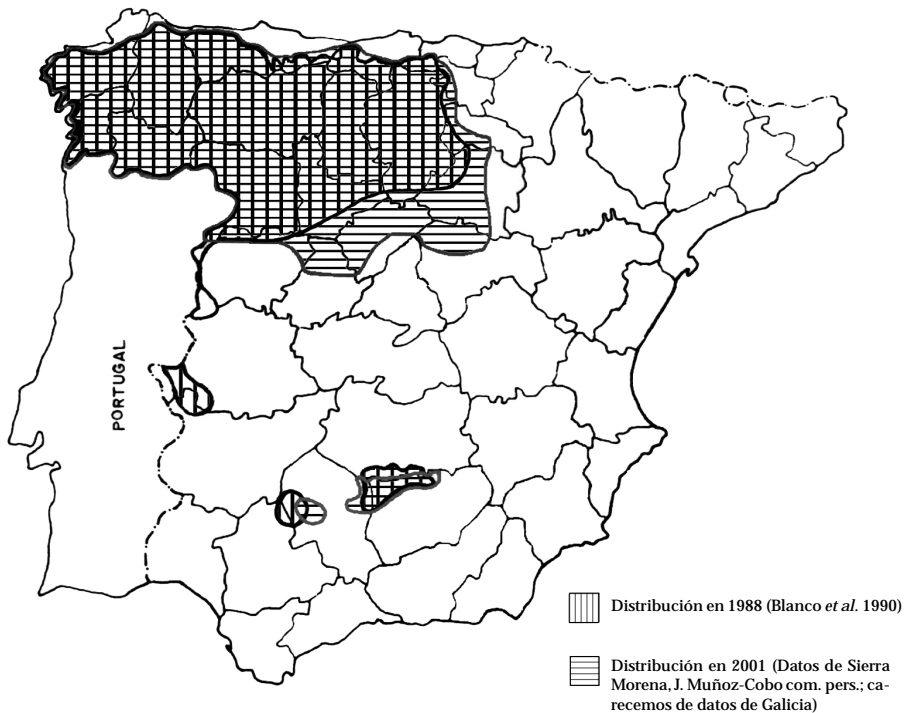 PORTUGAL
Distribución en 1988 (Blanco et al. 1990)
Distribución en 2001 (Datos de Sierra
Morena, J. Muñoz-Cobo com. pers.; ca-
recemos de datos de Galicia)